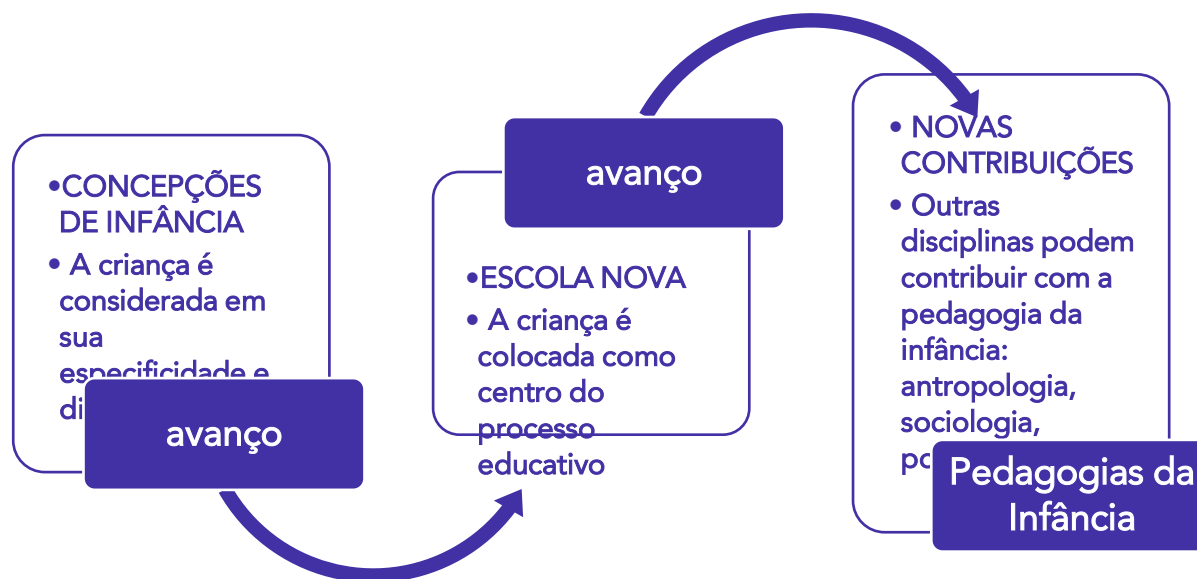 •CONCEPÇÕES
DE INFÂNCIA
• A criança é
considerada em
sua
especificidade e
avanço
avanço
•ESCOLA NOVA
• A criança é
colocada como
centro do
processo
educativo
• NOVAS
CONTRIBUIÇÕES
• Outras
disciplinas podem
contribuir com a
pedagogia da
infância:
antropologia,
sociologia,
Pedagogias da
Infância